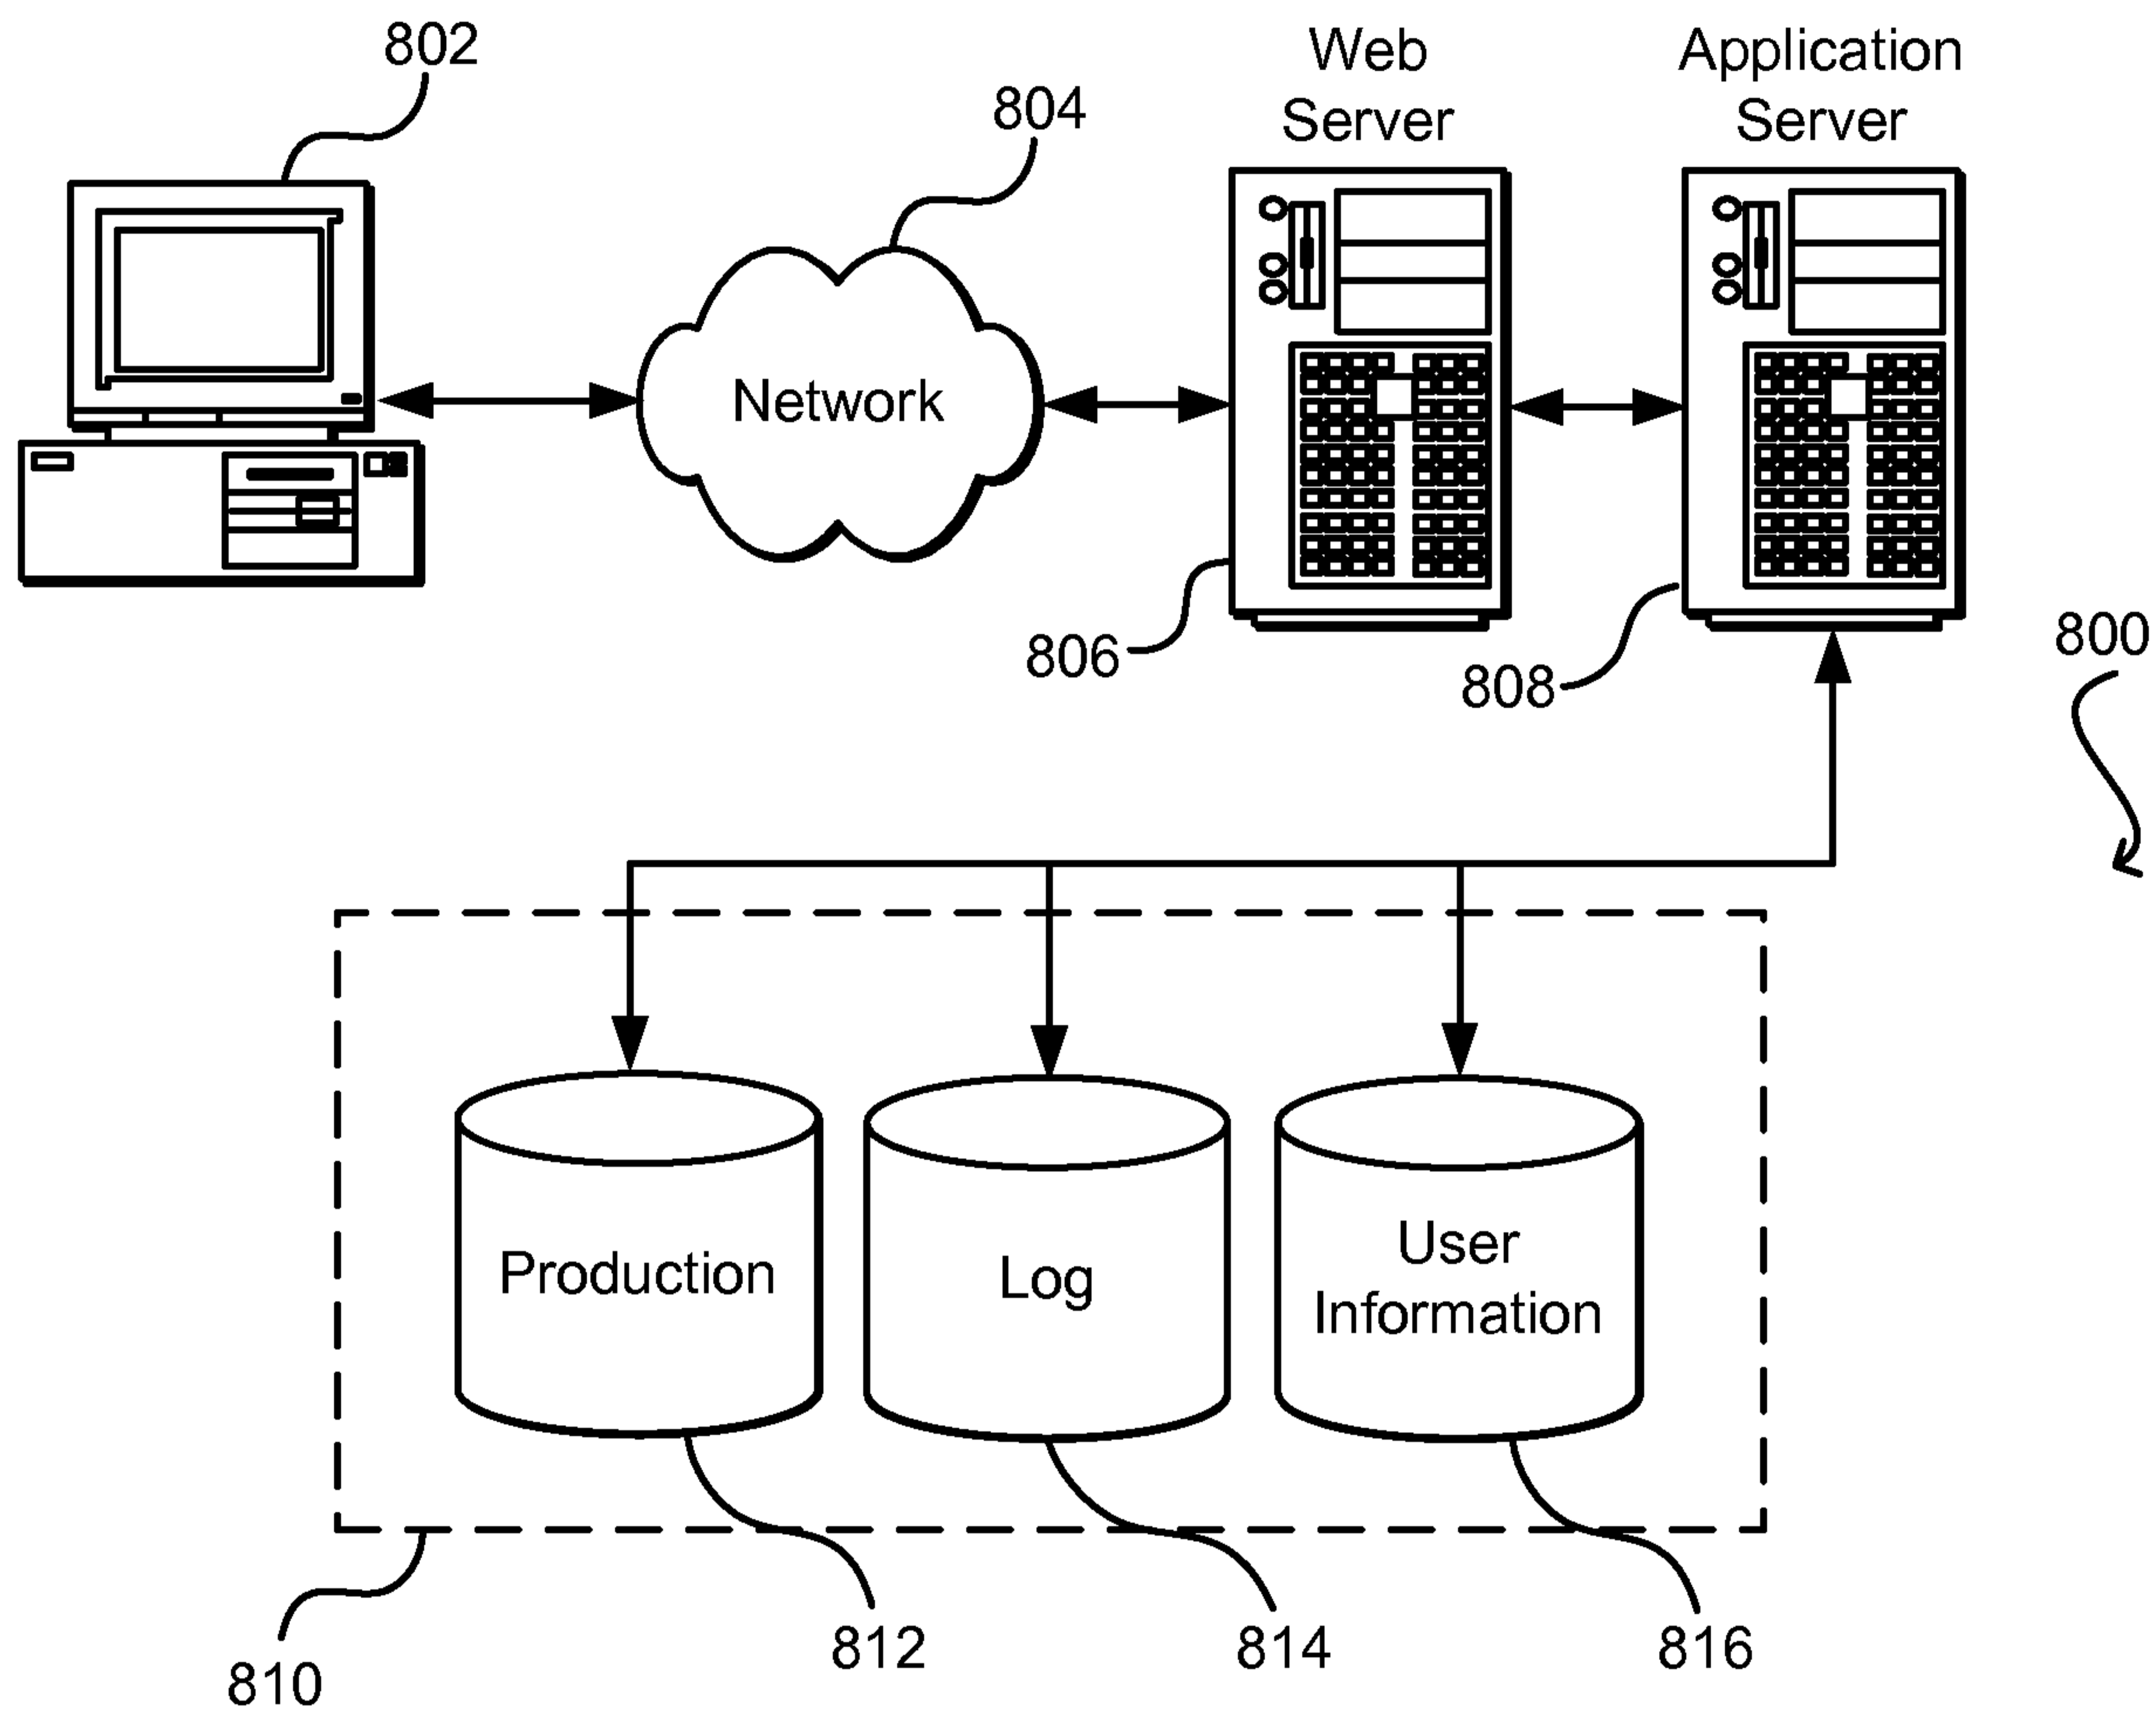 802
804
Web
Server
Application
Server
Network
806
808
800
Production
Log
User
Information
810
812
814
816